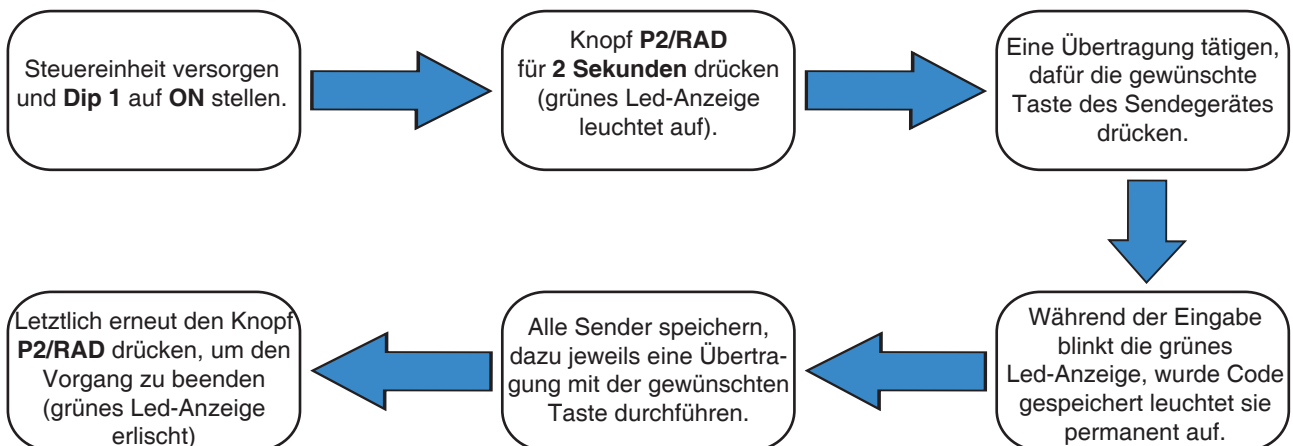 Steuereinheit versorgen
und Dip 1 auf ON stellen.
Knopf P2/RAD
für 2 Sekunden drücken
(grünes Led-Anzeige
leuchtet auf).
Eine Übertragung tätigen,
dafür die gewünschte
Taste des Sendegerätes
drücken.
Während der Eingabe
blinkt die grünes
Led-Anzeige, wurde Code
gespeichert leuchtet sie
permanent auf.
Alle Sender speichern,
dazu jeweils eine Übertra-
gung mit der gewünschten
Taste durchführen.
Letztlich erneut den Knopf
P2/RAD drücken, um den
Vorgang zu beenden
(grünes Led-Anzeige
erlischt)